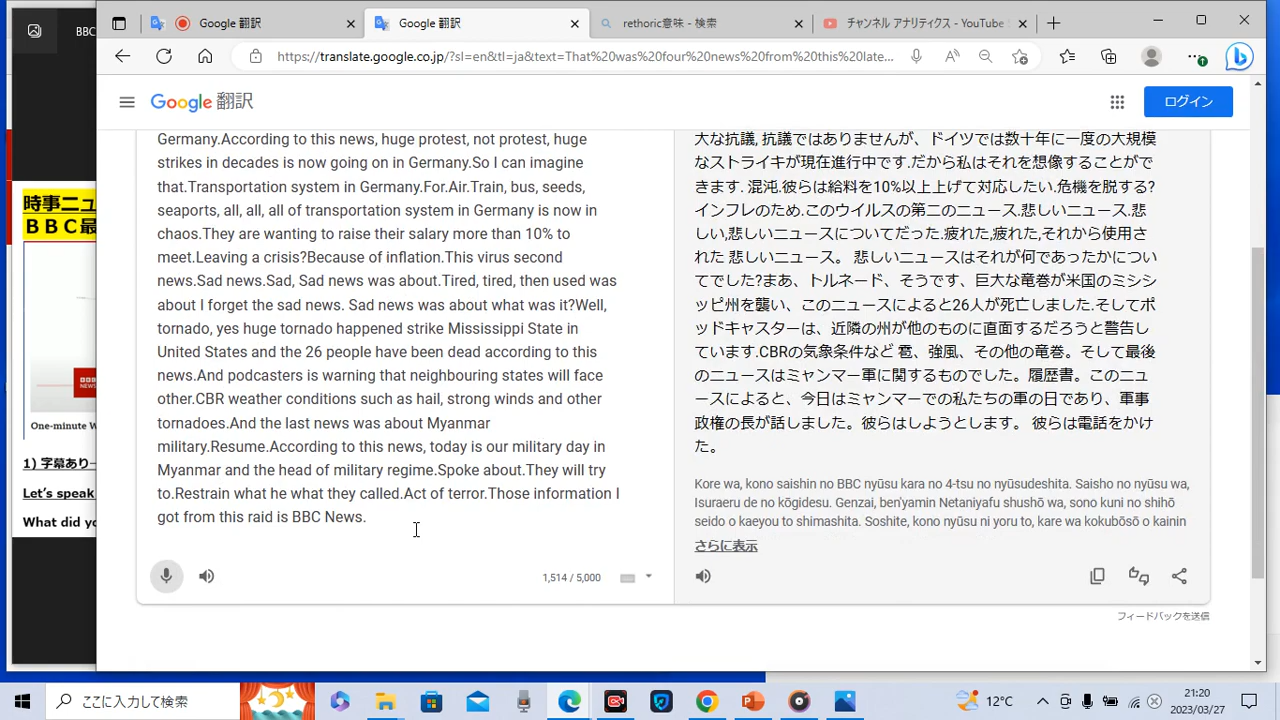 BBC
Google 翻訳
Google 翻訳
rethoric意味 - 検索
チャンネル アナリティクス - YouTube
https://translate.google.co.jp/?sl=en&tl=ja&text=That%20was%20four%20news%20from%20this%20late...
Google 翻訳
ログイン
Germany.According to this news, huge protest, not protest, huge
strikes in decades is now going on in Germany.So I can imagine
that.Transportation system in Germany.For.Air.Train, bus, seeds,
seaports, all, all, all of transportation system in Germany is now in
chaos.They are wanting to raise their salary more than 10% to
meet.Leaving a crisis?Because of inflation.This virus second
news.Sad news.Sad, Sad news was about.Tired, tired, then used was
about I forget the sad news. Sad news was about what was it?Well,
tornado, yes huge tornado happened strike Mississippi State in
United States and the 26 people have been dead according to this
news.And podcasters is warning that neighbouring states will face
other.CBR weather conditions such as hail, strong winds and other
tornadoes.And the last news was about Myanmar
military.Resume.According to this news, today is our military day in
Myanmar and the head of military regime.Spoke about.They will try
to.Restrain what he what they called.Act of terror.Those information I
got from this raid is BBC News.
1,514 / 5,000
大な抗議, 抗議ではありませんが、ドイツでは数十年に一度の大規模
なストライキが現在進行中です.だから私はそれを想像することがで
きます. 混沌.彼らは給料を10%以上上げて対応したい.危機を脱する?
インフレのため.このウイルスの第二のニュース.悲しいニュース.悲
しい,悲しいニュースについてだった.疲れた,疲れた,それから使用さ
れた 悲しいニュース。 悲しいニュースはそれが何であったかについ
てでした?まあ、トルネード、そうです、巨大な竜巻が米国のミシシ
ッピ州を襲い、このニュースによると26人が死亡しました.そしてポ
ッドキャスターは、近隣の州が他のものに直面するだろうと警告し
ています.CBRの気象条件など 雹、強風、その他の竜巻。そして最後
のニュースはミャンマー軍に関するものでした。履歴書。このニュ
ースによると、今日はミャンマーでの私たちの軍の日であり、軍事
政権の長が話しました。彼らはしようとします。 彼らは電話をかけ
た。
Kore wa, kono saishin no BBC nyūsu kara no 4-tsu no nyūsudeshita. Saisho no nyūsu wa,
Isuraeru de no kōgidesu. Genzai, ben'yamin Netaniyafu shushō wa, sono kuni no shihō
seido o kaeyou to shimashita. Soshite, kono nyūsu ni yoru to, kare wa kokubōsō o kainin
さらに表示
フィードバックを送信
時事ニュ
ＢＢＣ最
BBC
NEWS
One-minute W
1) 字幕あり一
Let's speak
What did yo
ここに入力して検索
12°C
21:20
2023/03/27